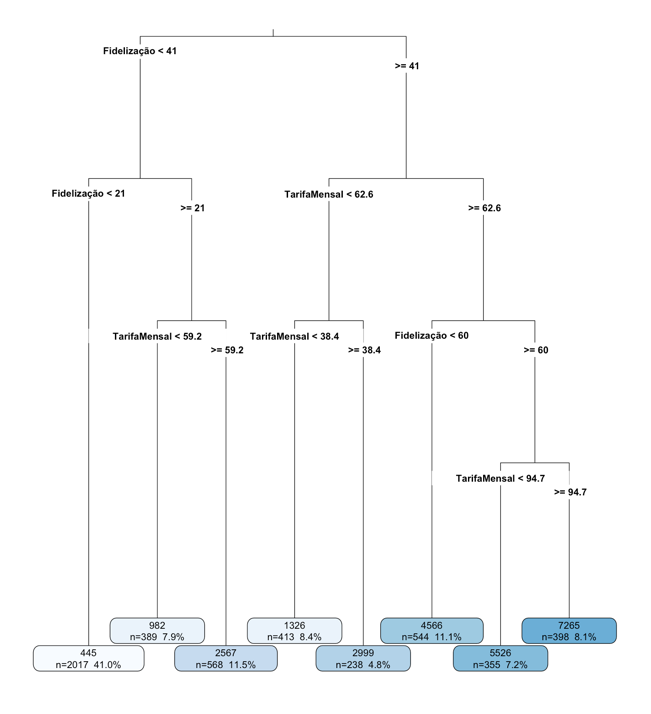 Fidelização < 41
>= 41
Fidelização < 21
>= 21
TarifaMensal < 62.6
>= 62.6
TarifaMensal < 59.2
>= 59.2
TarifaMensal < 38.4
>= 38.4
Fidelização < 60
>= 60
TarifaMensal < 94.7
>= 94.7
982
n=389 7.9%
1326
n=413 8.4%
4566
n=544 11.1%
7265
n=398 8.1%
445
n=2017 41.0%
2567
n=568 11.5%
2999
n=238 4.8%
5526
n=355 7.2%